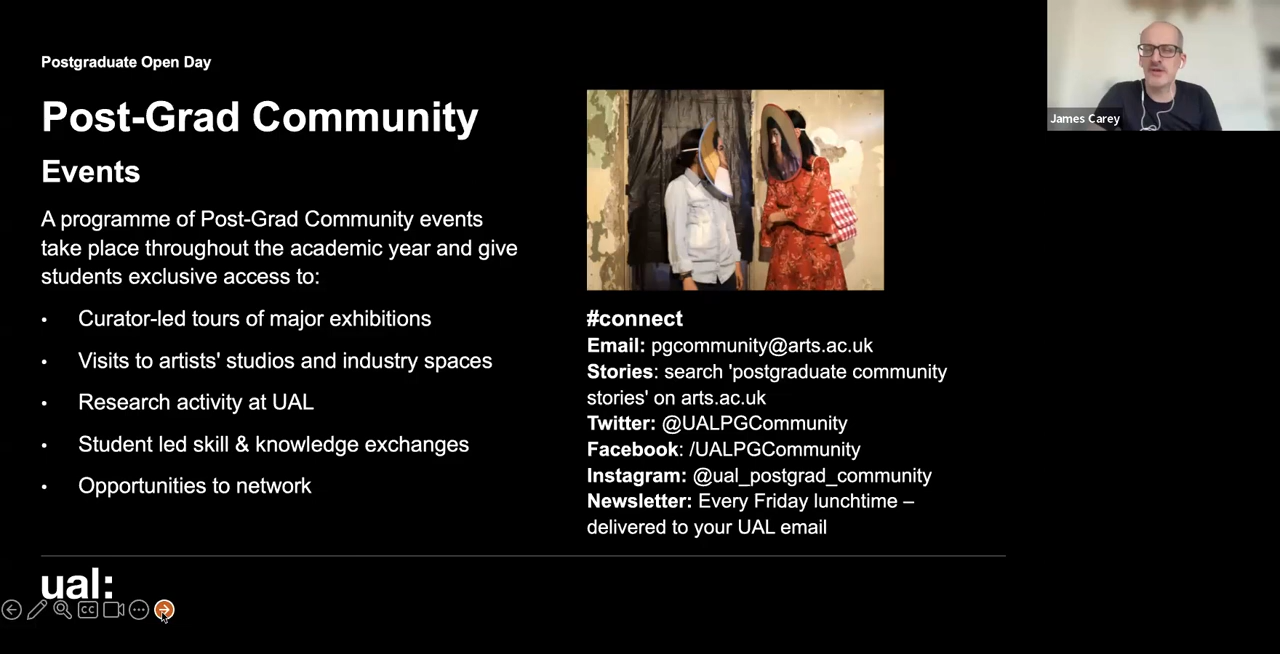 Postgraduate Open Day
Post-Grad Community
Events
A programme of Post-Grad Community events
take place throughout the academic year and give
students exclusive access to:
• Curator-led tours of major exhibitions
• Visits to artists' studios and industry spaces
• Research activity at UAL
• Student led skill & knowledge exchanges
• Opportunities to network
#connect
Email: pgcommunity@arts.ac.uk
Stories: search 'postgraduate community
stories' on arts.ac.uk
Twitter: @UALPGCommunity
Facebook: /UALPGCommunity
Instagram: @ual_postgrad_community
Newsletter: Every Friday lunchtime –
delivered to your UAL email
ual:
CC
James Carey